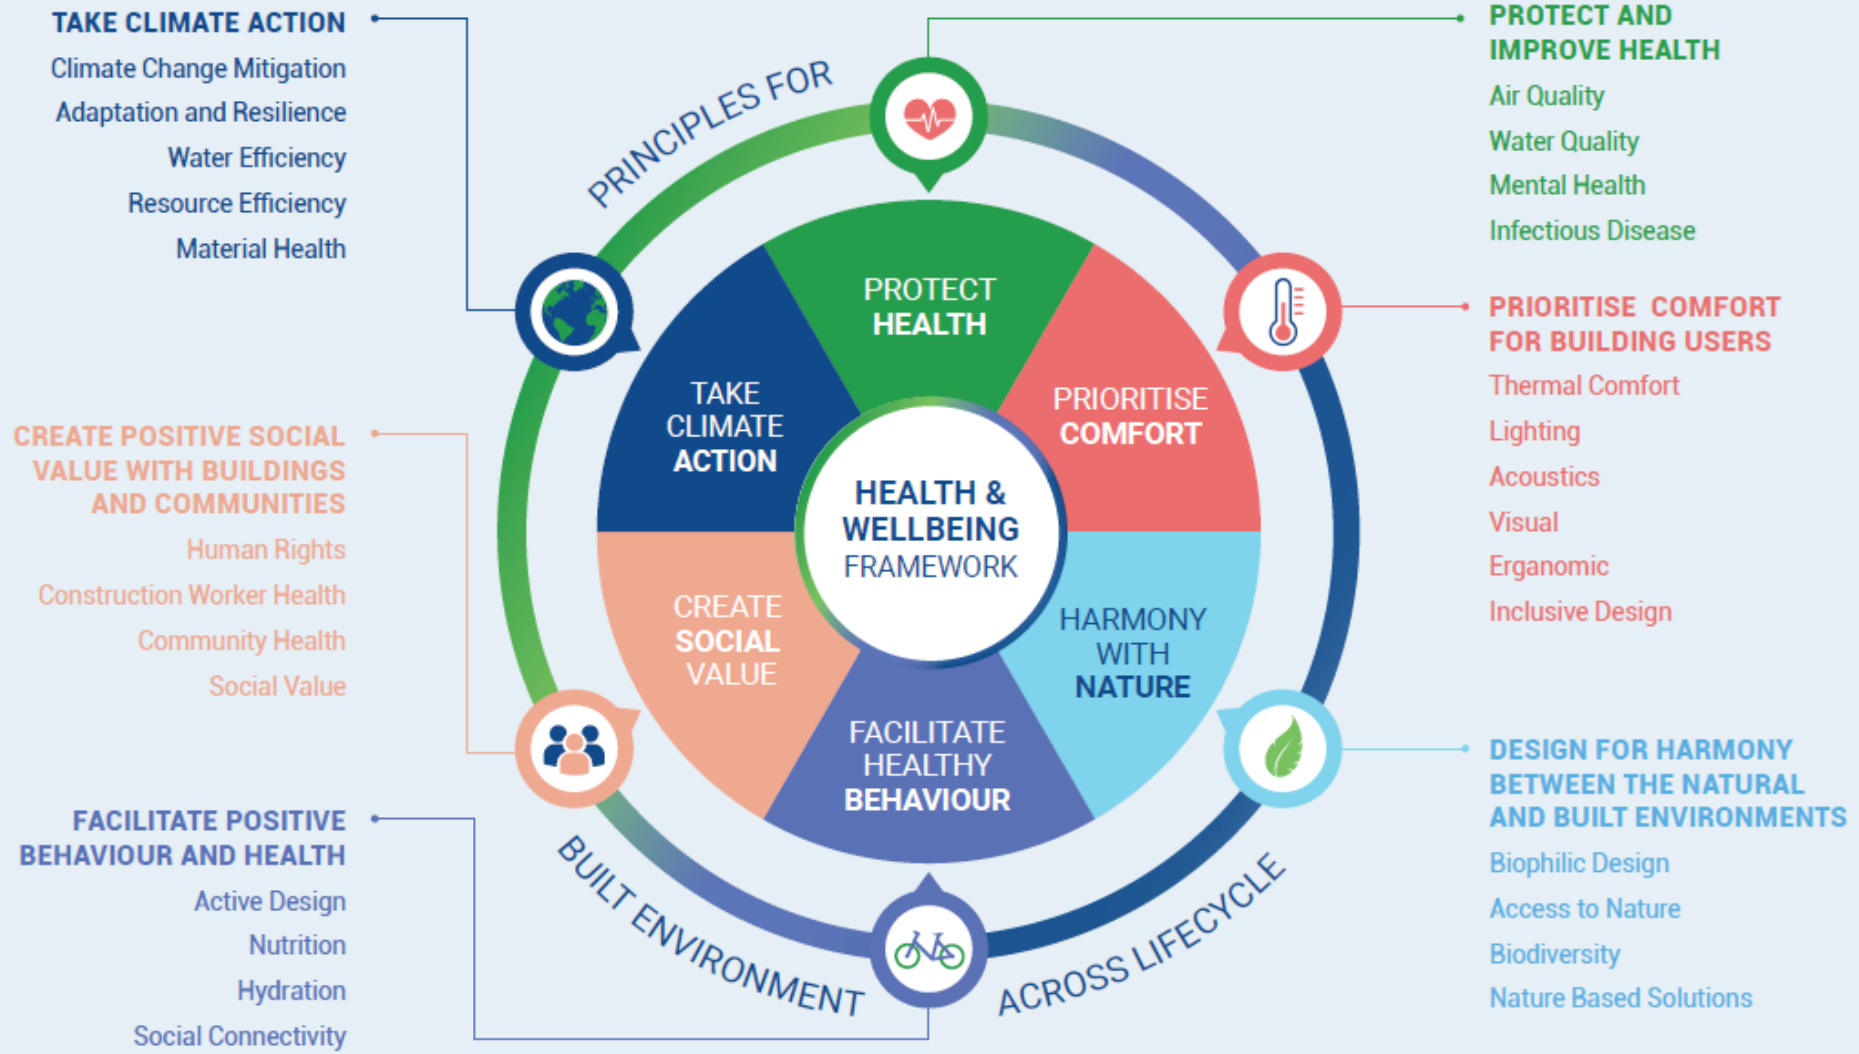 TAKE CLIMATE ACTION
Climate Change Mitigation
Adaptation and Resilience
Water Efficiency
Resource Efficiency
Material Health
CREATE POSITIVE SOCIAL
VALUE WITH BUILDINGS
AND COMMUNITIES
Human Rights
Construction Worker Health
Community Health
Social Value
FACILITATE POSITIVE
BEHAVIOUR AND HEALTH
Active Design
Nutrition
Hydration
Social Connectivity
PRINCIPLES FOR
BUILT ENVIRONMENT
ACROSS LIFECYCLE
PROTECT
HEALTH
PRIORITISE
COMFORT
HARMONY
WITH
NATURE
FACILITATE
HEALTHY
BEHAVIOUR
CREATE
SOCIAL
VALUE
TAKE
CLIMATE
ACTION
HEALTH &
WELLBEING
FRAMEWORK
PROTECT AND
IMPROVE HEALTH
Air Quality
Water Quality
Mental Health
Infectious Disease
PRIORITISE COMFORT
FOR BUILDING USERS
Thermal Comfort
Lighting
Acoustics
Visual
Erganomic
Inclusive Design
DESIGN FOR HARMONY
BETWEEN THE NATURAL
AND BUILT ENVIRONMENTS
Biophilic Design
Access to Nature
Biodiversity
Nature Based Solutions